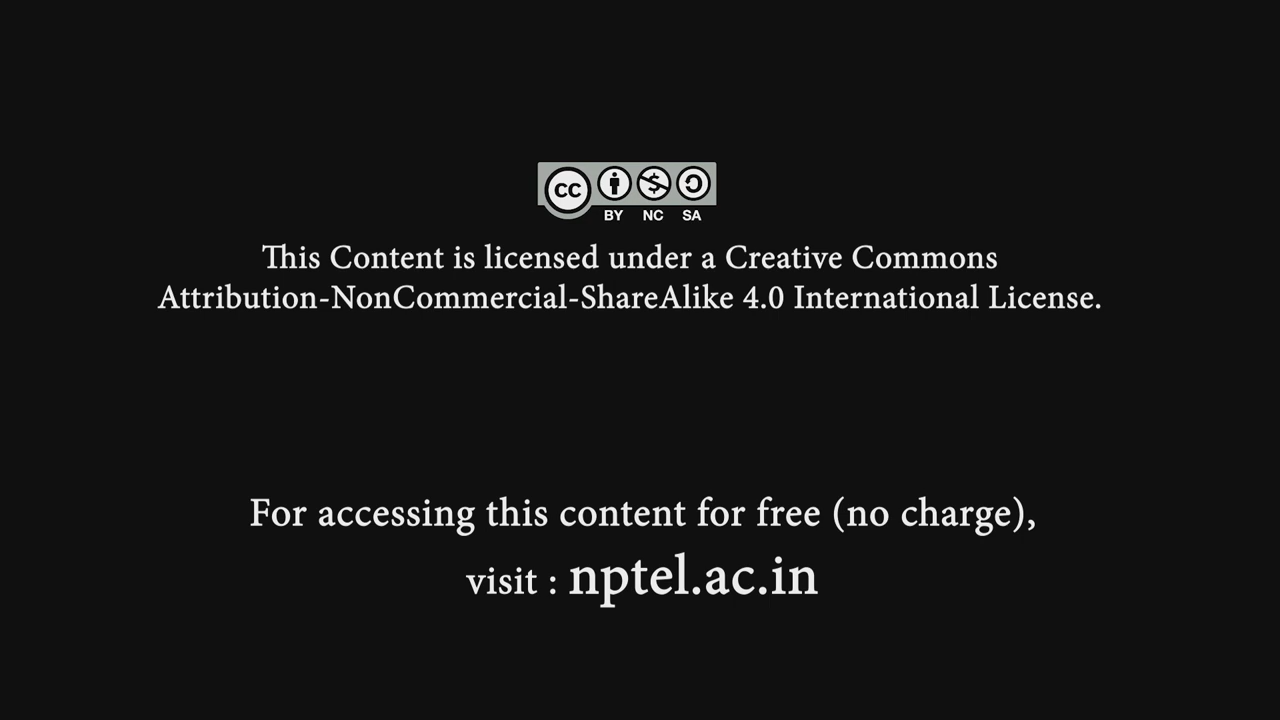 cc
BY NC SA
This Content is licensed under a Creative Commons
Attribution-NonCommercial-ShareAlike 4.0 International License.
For accessing this content for free (no charge),
visit : nptel.ac.in